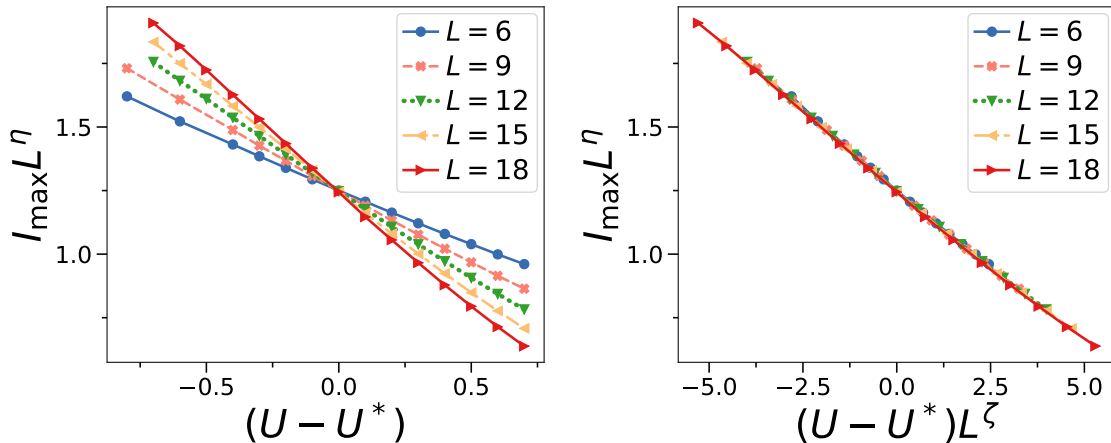 I_max L^η
1.5
1.0
−0.5
0.0
0.5
(U − U*)
L = 6
L = 9
L = 12
L = 15
L = 18
I_max L^η
1.5
1.0
−5.0
−2.5
0.0
2.5
5.0
(U − U*)L^ζ
L = 6
L = 9
L = 12
L = 15
L = 18